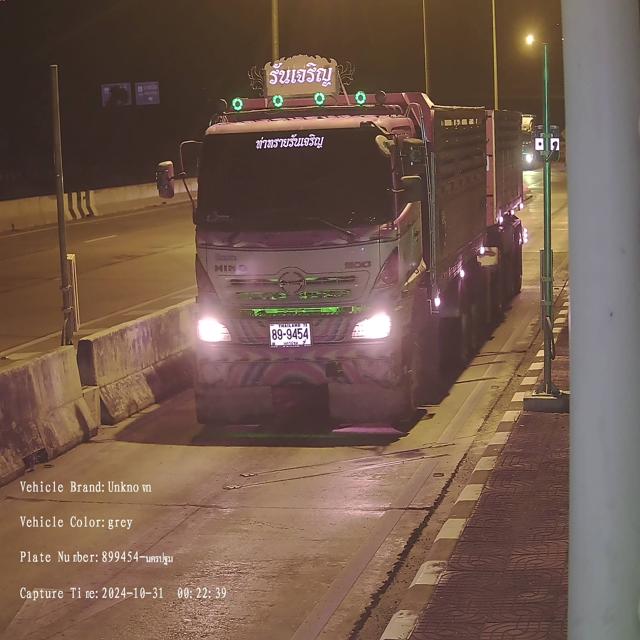 รุ่นเจริญ
ท่าทรายรุ่นเจริญ
HINO
500
89-9454
Vehicle Brand:Unknown
Vehicle Color:grey
Plate Number:899454-นครปฐม
Capture Time:2024-10-31 00:22:39